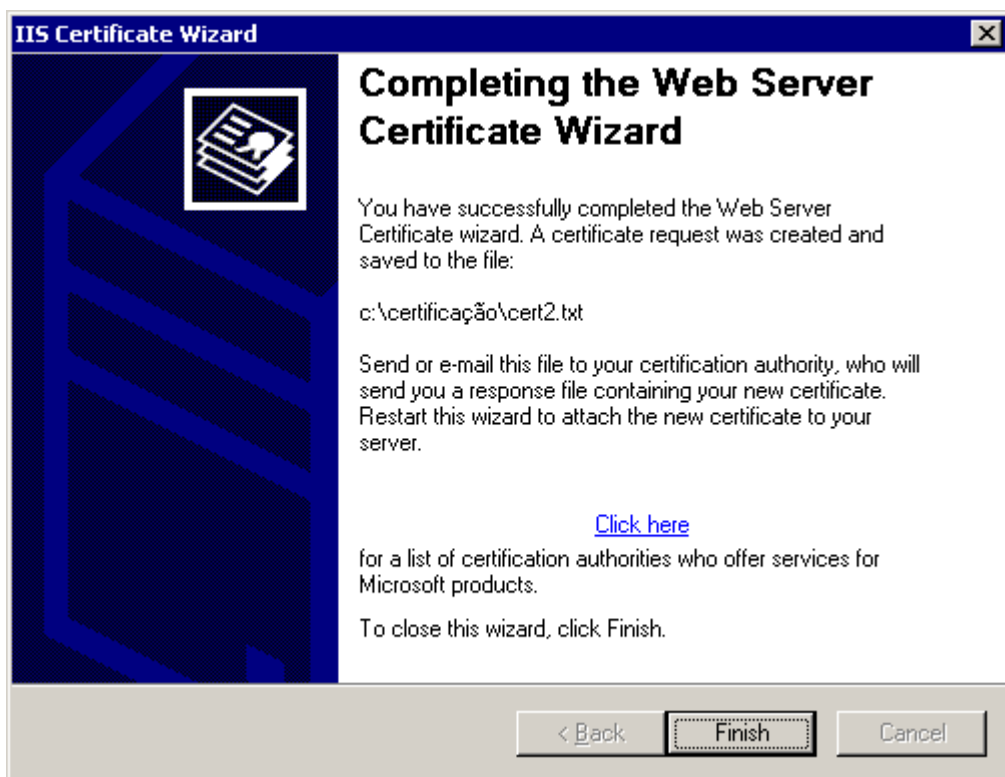 IIS Certificate Wizard
Completing the Web Server
Certificate Wizard
You have successfully completed the Web Server
Certificate wizard. A certificate request was created and
saved to the file:
c:\certificação\cert2.txt
Send or e-mail this file to your certification authority, who will
send you a response file containing your new certificate.
Restart this wizard to attach the new certificate to your
server.
Click here
for a list of certification authorities who offer services for
Microsoft products.
To close this wizard, click Finish.
< Back Finish Cancel